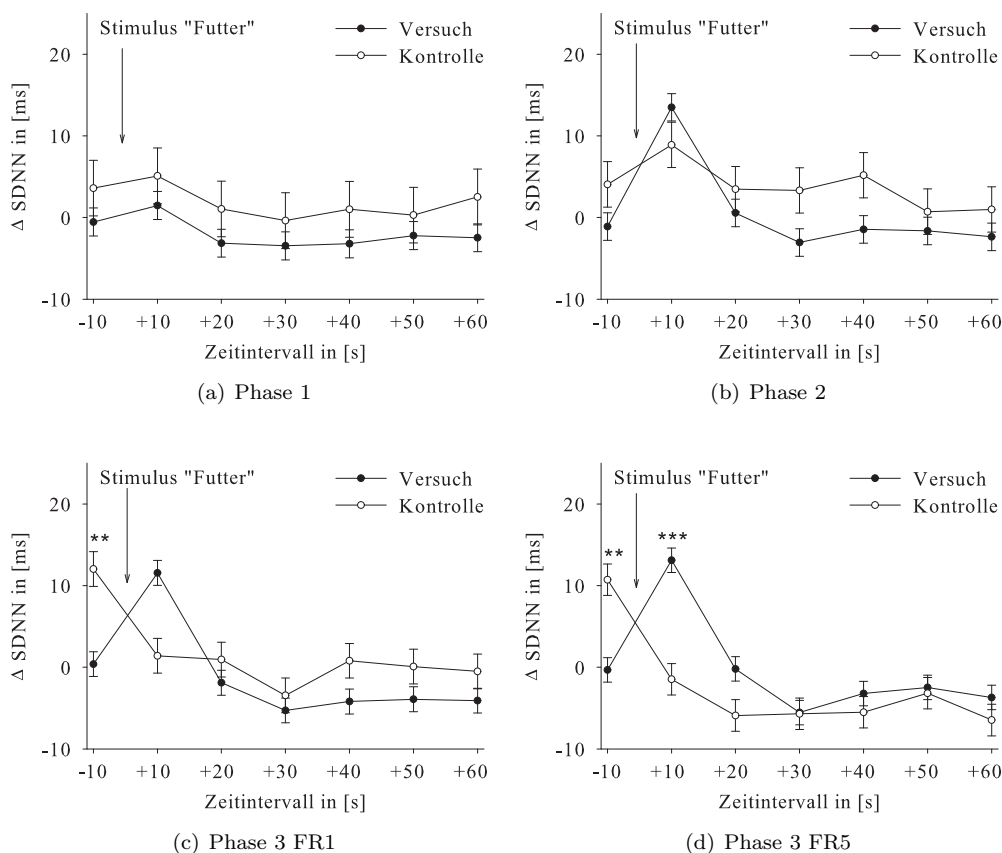 Stimulus "Futter"
Versuch
Kontrolle
Δ SDNN in [ms]
20
10
0
-10
-10 +10 +20 +30 +40 +50 +60
Zeitintervall in [s]
(a) Phase 1
Stimulus "Futter"
Versuch
Kontrolle
Δ SDNN in [ms]
20
10
0
-10
-10 +10 +20 +30 +40 +50 +60
Zeitintervall in [s]
(b) Phase 2
Stimulus "Futter"
Versuch
Kontrolle
**
Δ SDNN in [ms]
20
10
0
-10
-10 +10 +20 +30 +40 +50 +60
Zeitintervall in [s]
(c) Phase 3 FR1
Stimulus "Futter"
Versuch
Kontrolle
** ***
Δ SDNN in [ms]
20
10
0
-10
-10 +10 +20 +30 +40 +50 +60
Zeitintervall in [s]
(d) Phase 3 FR5